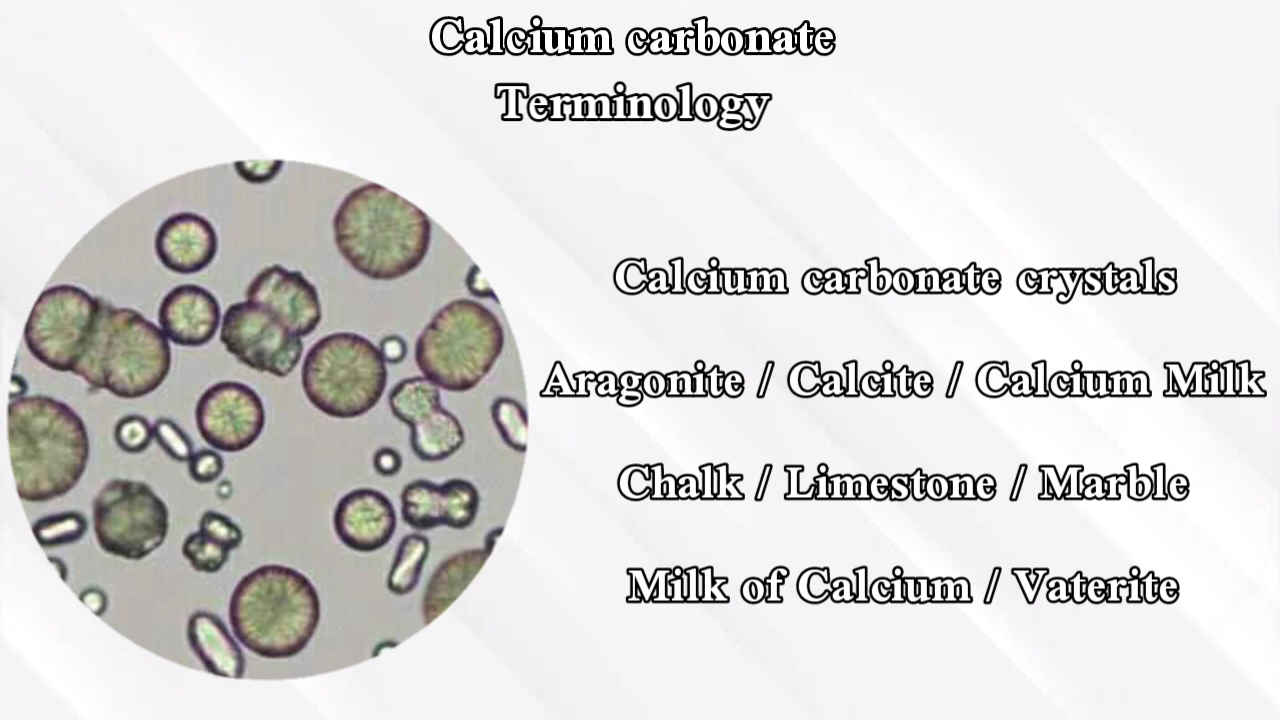 Calcium carbonate
Terminology
Calcium carbonate crystals
Aragonite / Calcite / Calcium Milk
Chalk / Limestone / Marble
Milk of Calcium / Vaterite